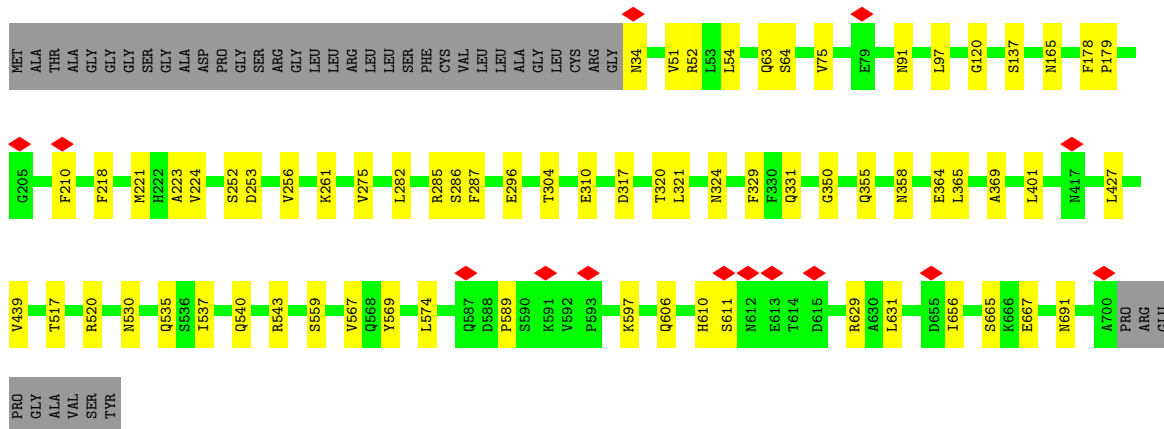 MET ALA THR ALA GLY GLY GLY SER GLY ALA ASP PRO GLY SER ARG GLY LEU LEU ARG LEU LEU SER PHE CYS VAL LEU LEU ALA GLY LEU CYS ARG GLY N34 V51 R52 L53 L54 Q63 S64 V75 E79 N91 L97 G120 S137 N165 F178 P179
G205 F210 F218 M221 H222 A223 V224 S252 D253 V256 K261 V275 L282 R285 S286 F287 E296 T304 E310 D317 T320 L321 N324 F329 F330 Q331 G350 Q355 N358 E364 L365 A369 L401 N417 L427
V439 T517 R520 N530 Q535 S536 I537 Q540 R543 S559 V567 Q568 Y569 L574 Q587 D588 P589 S590 K591 V592 P593 K597 Q606 H610 S611 N612 E613 T614 D615 R629 A630 L631 D655 I656 S665 K666 E667 N691 A700 PRO ARG GLU
PRO GLY ALA VAL SER TYR